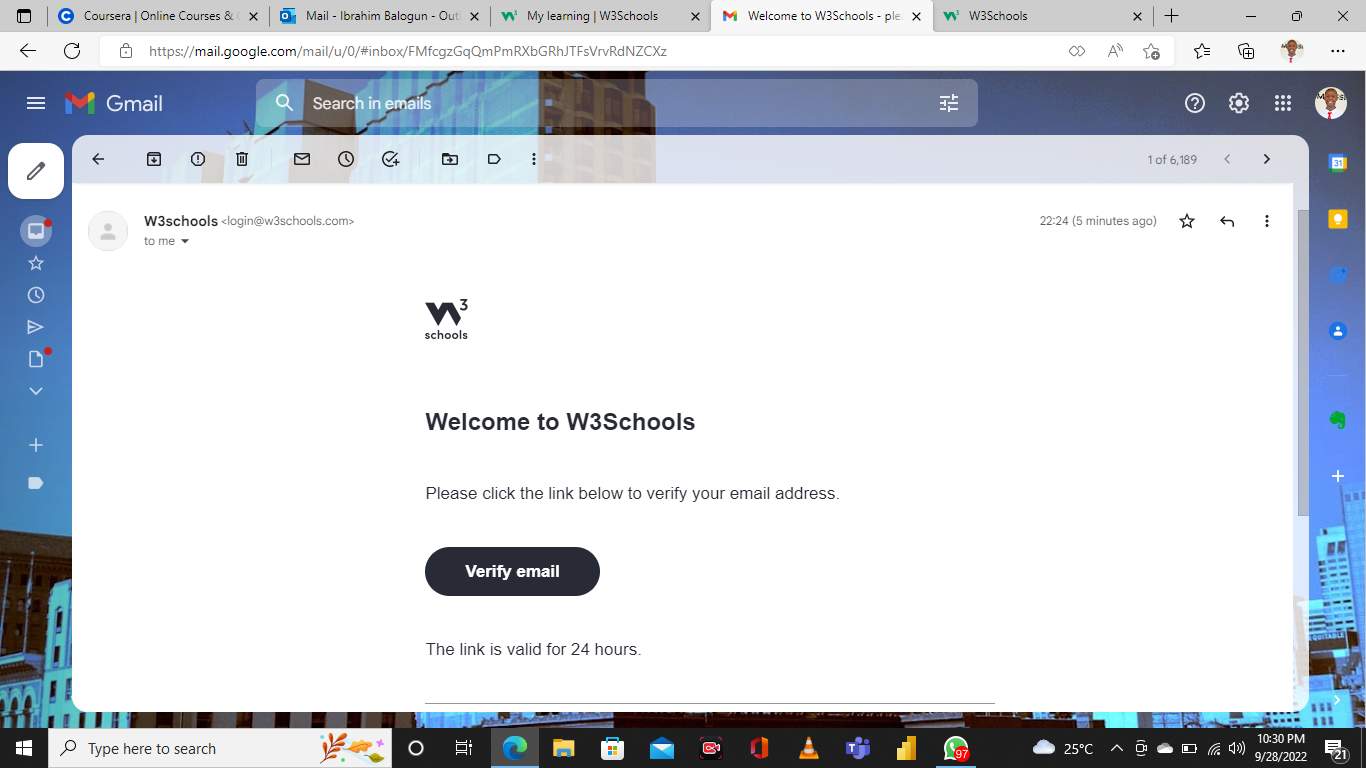 Coursera | Online Courses & C
Mail - Ibrahim Balogun - Outl
My learning | W3Schools
Welcome to W3Schools - ple
W3Schools
https://mail.google.com/mail/u/0/#inbox/FMfcgzGqQmPmRXbGRhJTFsVrvRdNZCXz
Gmail
Search in emails
1 of 6,189
31
W3schools <login@w3schools.com>
22:24 (5 minutes ago)
to me
W3
schools
Welcome to W3Schools
Please click the link below to verify your email address.
Verify email
The link is valid for 24 hours.
EQUITABLE
Type here to search
97
25°C
10:30 PM
9/28/2022
21